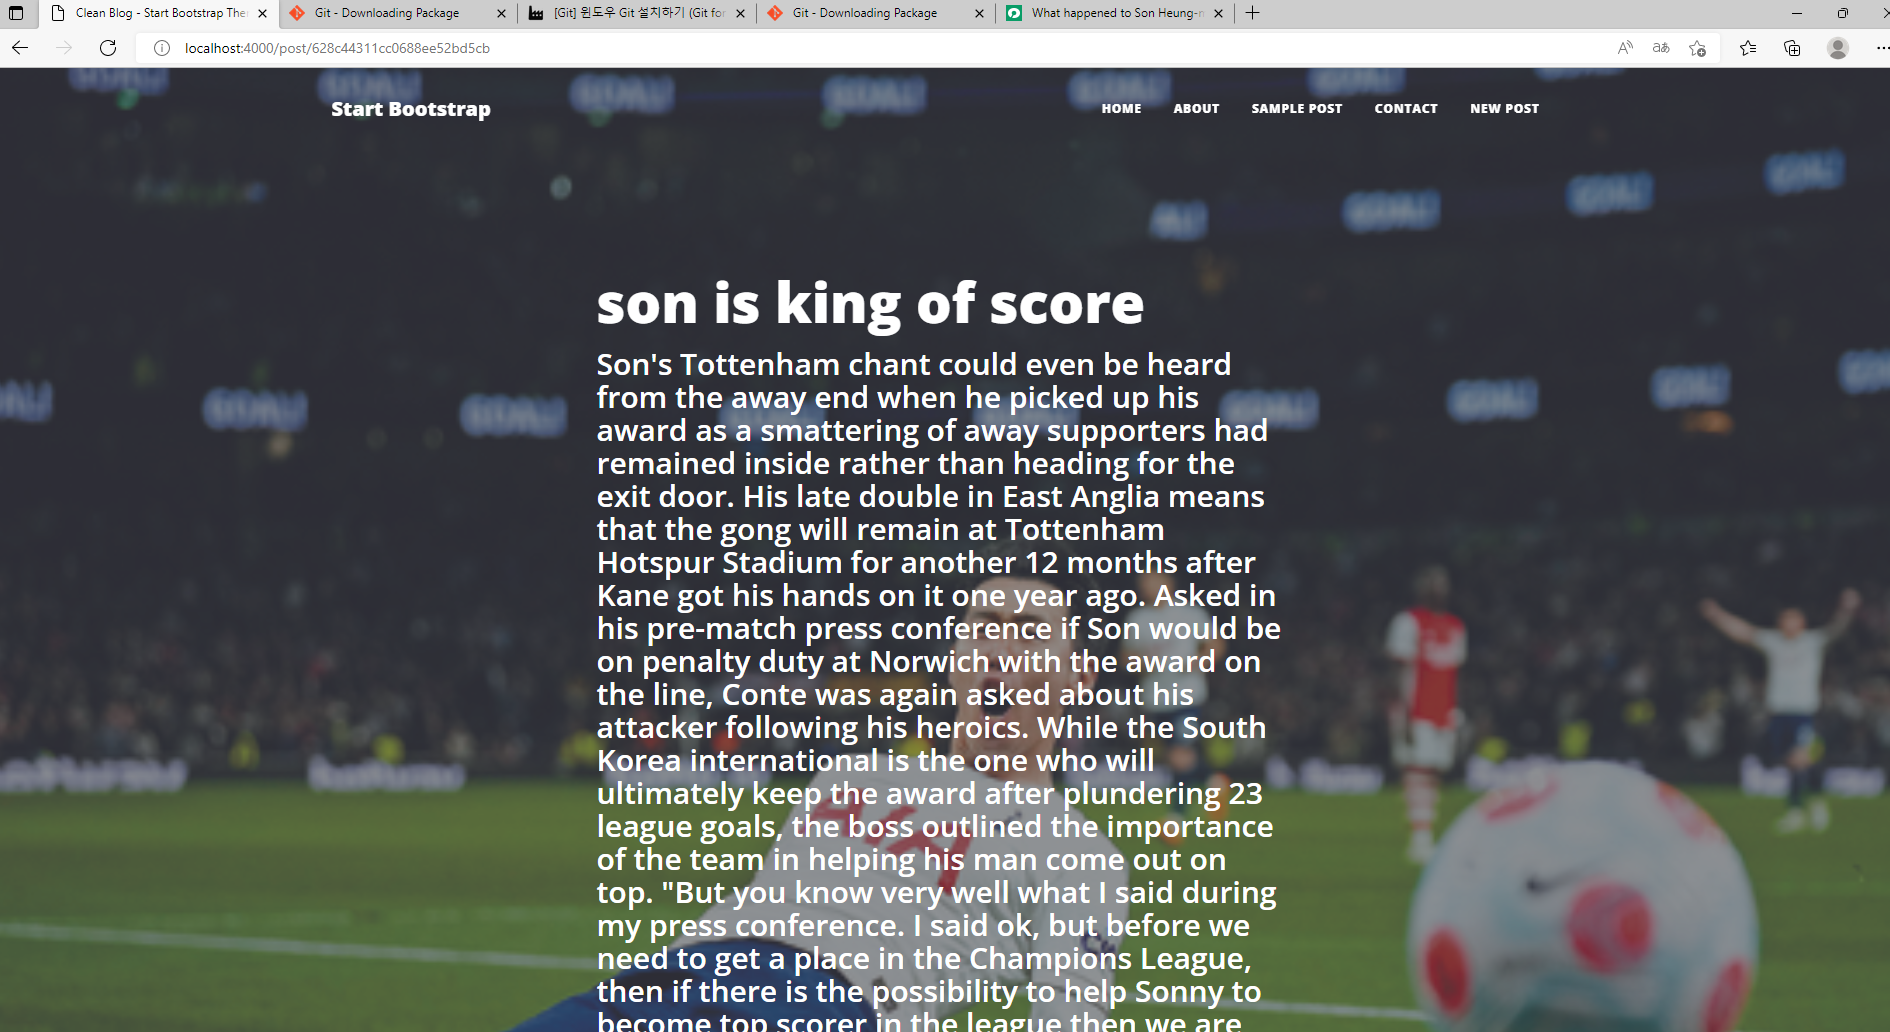 Clean Blog - Start Bootstrap The
Git - Downloading Package
[Git] 윈도우 Git 설치하기 (Git for
Git - Downloading Package
What happened to Son Heung-
localhost:4000/post/628c44311cc0688ee52bd5cb
Start Bootstrap
HOME
ABOUT
SAMPLE POST
CONTACT
NEW POST
son is king of score
Son's Tottenham chant could even be heard
from the away end when he picked up his
award as a smattering of away supporters had
remained inside rather than heading for the
exit door. His late double in East Anglia means
that the gong will remain at Tottenham
Hotspur Stadium for another 12 months after
Kane got his hands on it one year ago. Asked in
his pre-match press conference if Son would be
on penalty duty at Norwich with the award on
the line, Conte was again asked about his
attacker following his heroics. While the South
Korea international is the one who will
ultimately keep the award after plundering 23
league goals, the boss outlined the importance
of the team in helping his man come out on
top. "But you know very well what I said during
my press conference. I said ok, but before we
need to get a place in the Champions League,
then if there is the possibility to help Sonny to
become top scorer in the league then we are